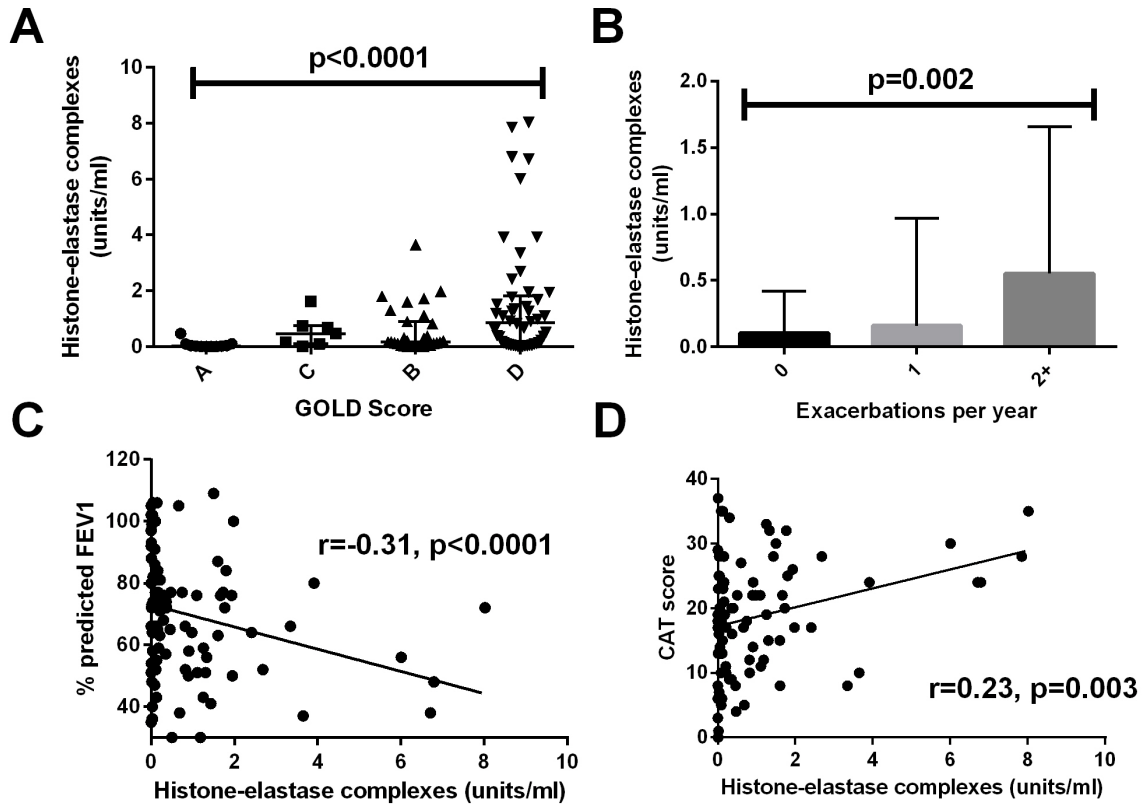 A
Histone-elastase complexes
(units/ml)
10
8
6
4
2
0
p<0.0001
A
C
B
D
GOLD Score
B
Histone-elastase complexes
(units/ml)
2.0
1.5
1.0
0.5
0.0
p=0.002
0
1
2+
Exacerbations per year
C
% predicted FEV1
120
100
80
60
40
r=-0.31, p<0.0001
0
2
4
6
8
10
Histone-elastase complexes (units/ml)
D
CAT score
40
30
20
10
0
r=0.23, p=0.003
0
2
4
6
8
10
Histone-elastase complexes (units/ml)